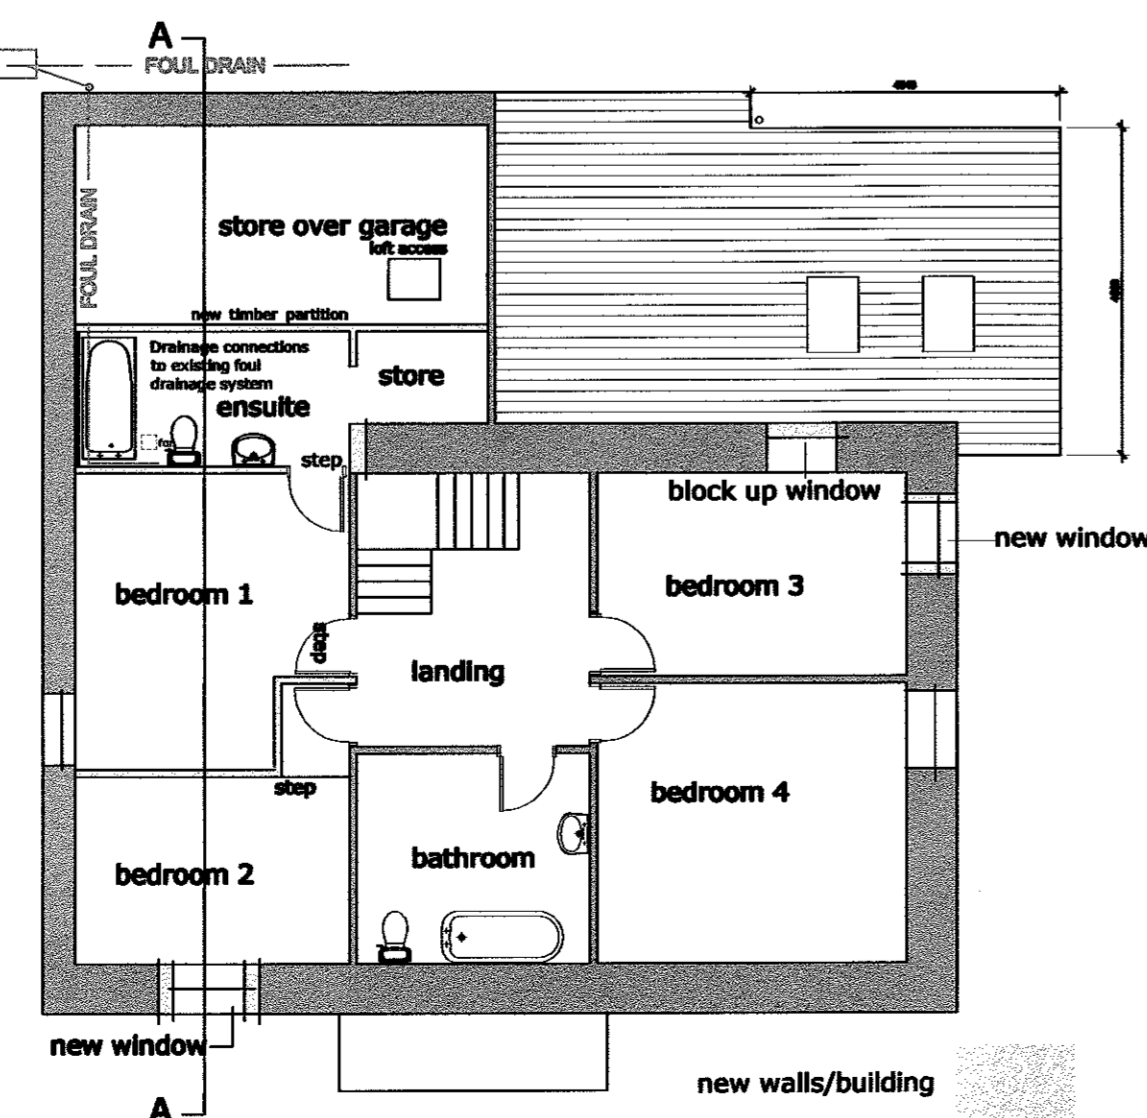 A
FOUL DRAIN
FOUL DRAIN
store over garage
loft access
new timber partition
Drainage connections
to existing foul
drainage system
ensuite
store
fan
step
block up window
new window
bedroom 1
bedroom 3
step
landing
bedroom 4
step
bathroom
bedroom 2
new window
new walls/building
A